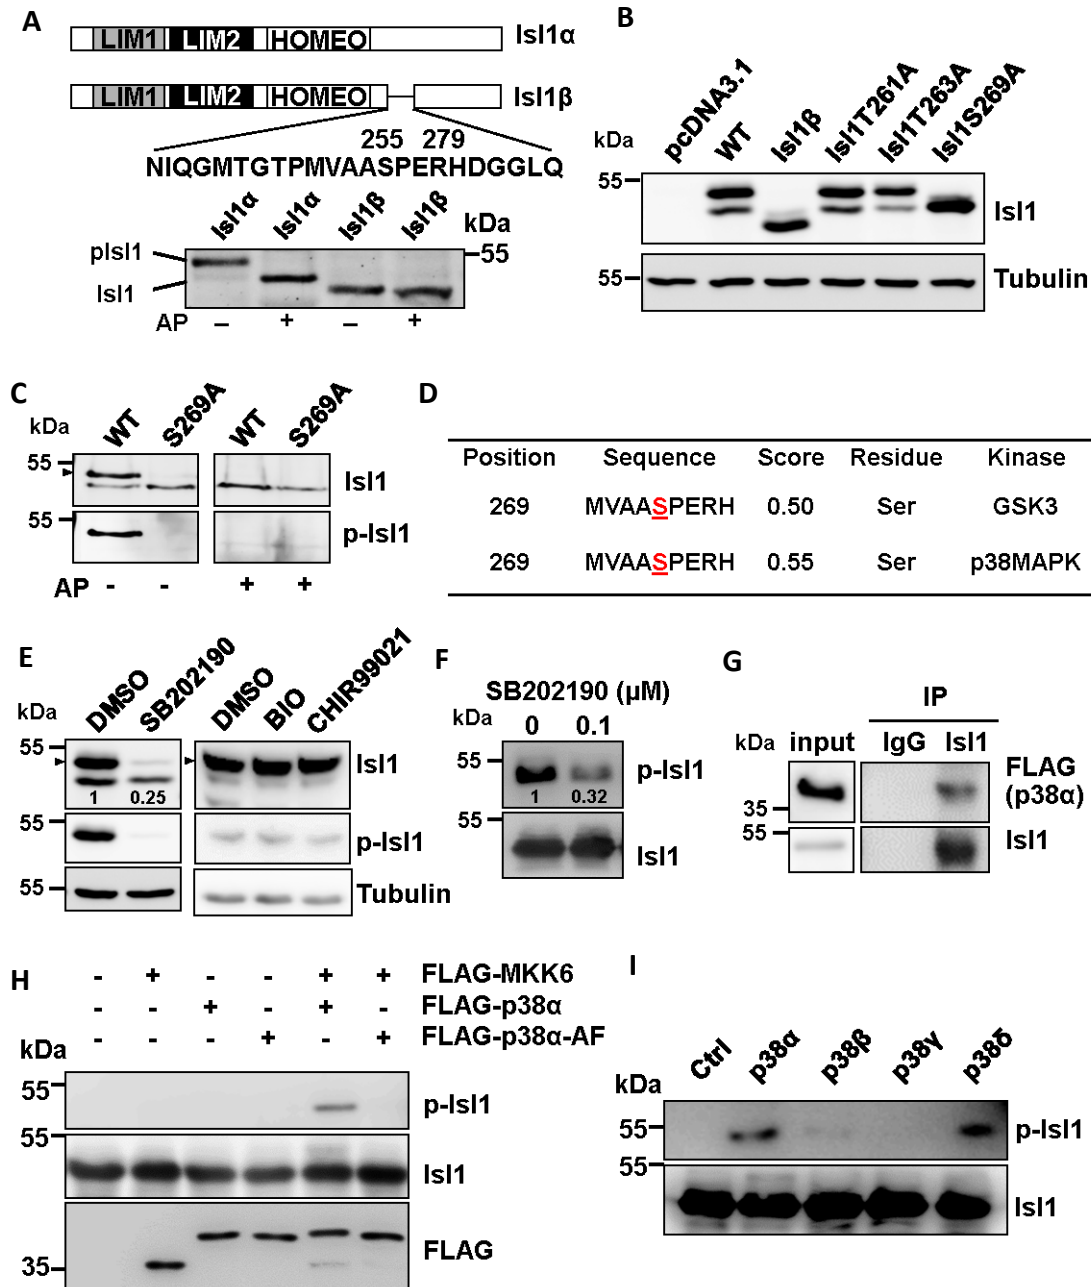 A
LIM1 LIM2 HOMEO Isl1α
LIM1 LIM2 HOMEO Isl1β
255 279
NIQGMTGTPMVAASPERHDGGLQ
Isl1α Isl1α Isl1β Isl1β kDa
pIsl1 55
Isl1
AP – + – +
B
pcDNA3.1 WT Isl1β Isl1T261A Isl1T263A Isl1S269A
kDa
55 Isl1
55 Tubulin
C
kDa WT S269A WT S269A
55 Isl1
55 p-Isl1
AP - - + +
D
Position Sequence Score Residue Kinase
269 MVAASPERH 0.50 Ser GSK3
269 MVAASPERH 0.55 Ser p38MAPK
E
kDa DMSO SB202190 DMSO BIO CHIR99021
55 Isl1
1 0.25
55 p-Isl1
55 Tubulin
F
SB202190 (µM)
kDa 0 0.1
55 p-Isl1
1 0.32
55 Isl1
G
IP
kDa input IgG Isl1
35 FLAG (p38α)
55 Isl1
H
- + - - + + FLAG-MKK6
- - + - + - FLAG-p38α
- - - + - + FLAG-p38α-AF
kDa
55 p-Isl1
55 Isl1
35 FLAG
I
kDa Ctrl p38α p38β p38γ p38δ
55 p-Isl1
55 Isl1